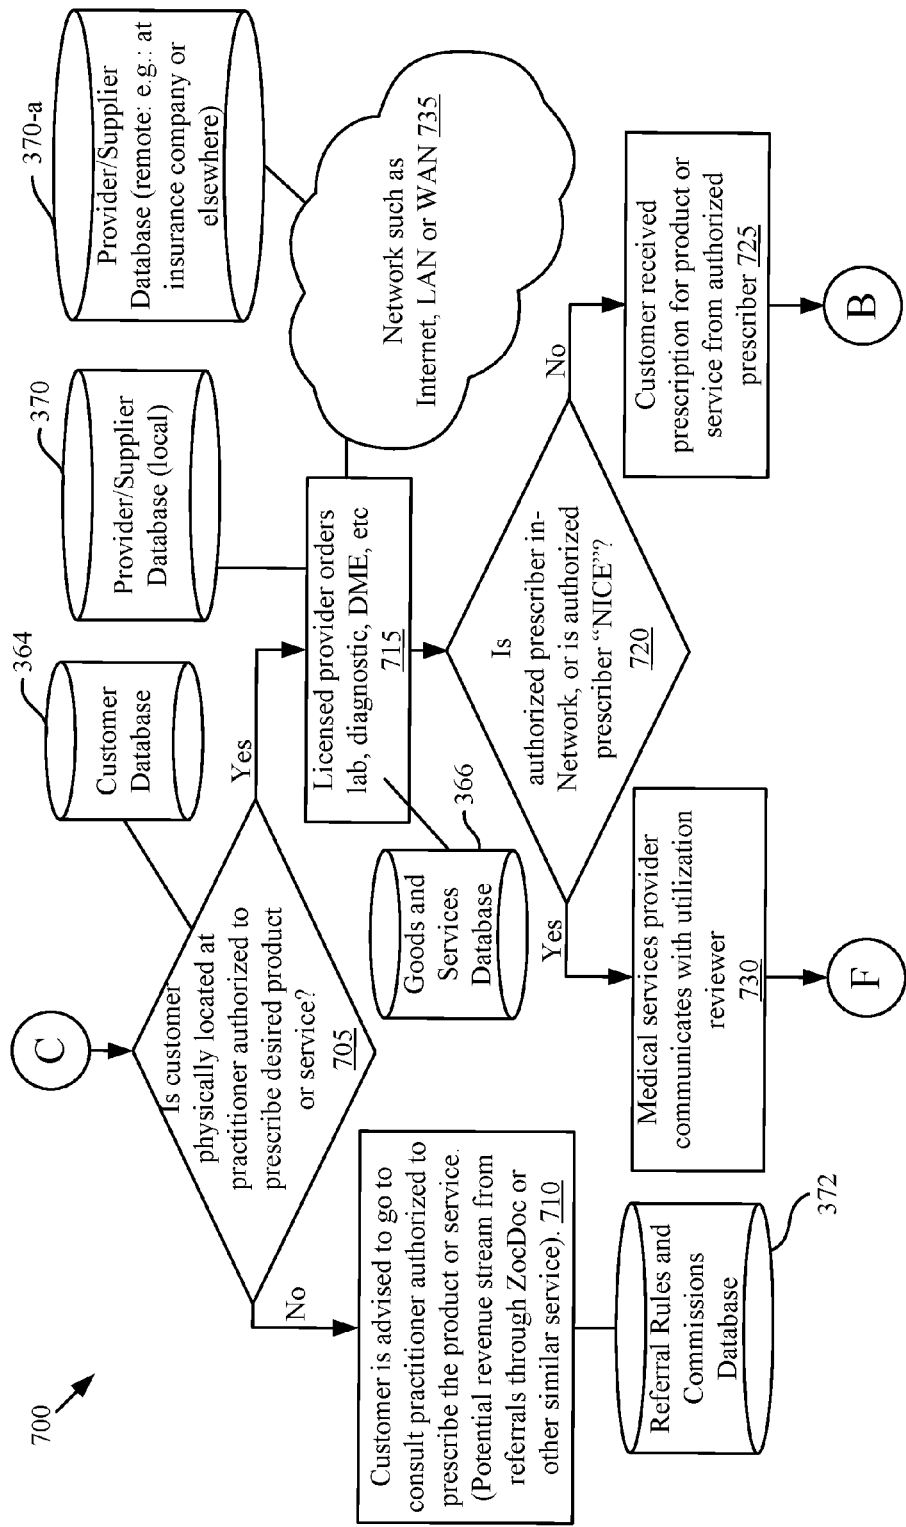 700
C
Is customer
physically located at
practitioner authorized to
prescribe desired product
or service?
705
Customer
Database
364
Provider/Supplier
Database (local)
370
Provider/Supplier
Database (remote: e.g.: at
insurance company or
elsewhere)
370-a
No
Yes
Customer is advised to go to
consult practitioner authorized to
prescribe the product or service.
(Potential revenue stream from
referrals through ZocDoc or
other similar service). 710
Licensed provider orders
lab, diagnostic, DME, etc
715
Network such as
Internet, LAN or WAN 735
Goods and
Services
Database
366
Is
authorized prescriber in-
Network, or is authorized
prescriber “NICE”?
720
Yes
No
Referral Rules and
Commissions
Database
372
Medical services provider
communicates with utilization
reviewer
730
Customer received
prescription for product or
service from authorized
prescriber 725
F
B